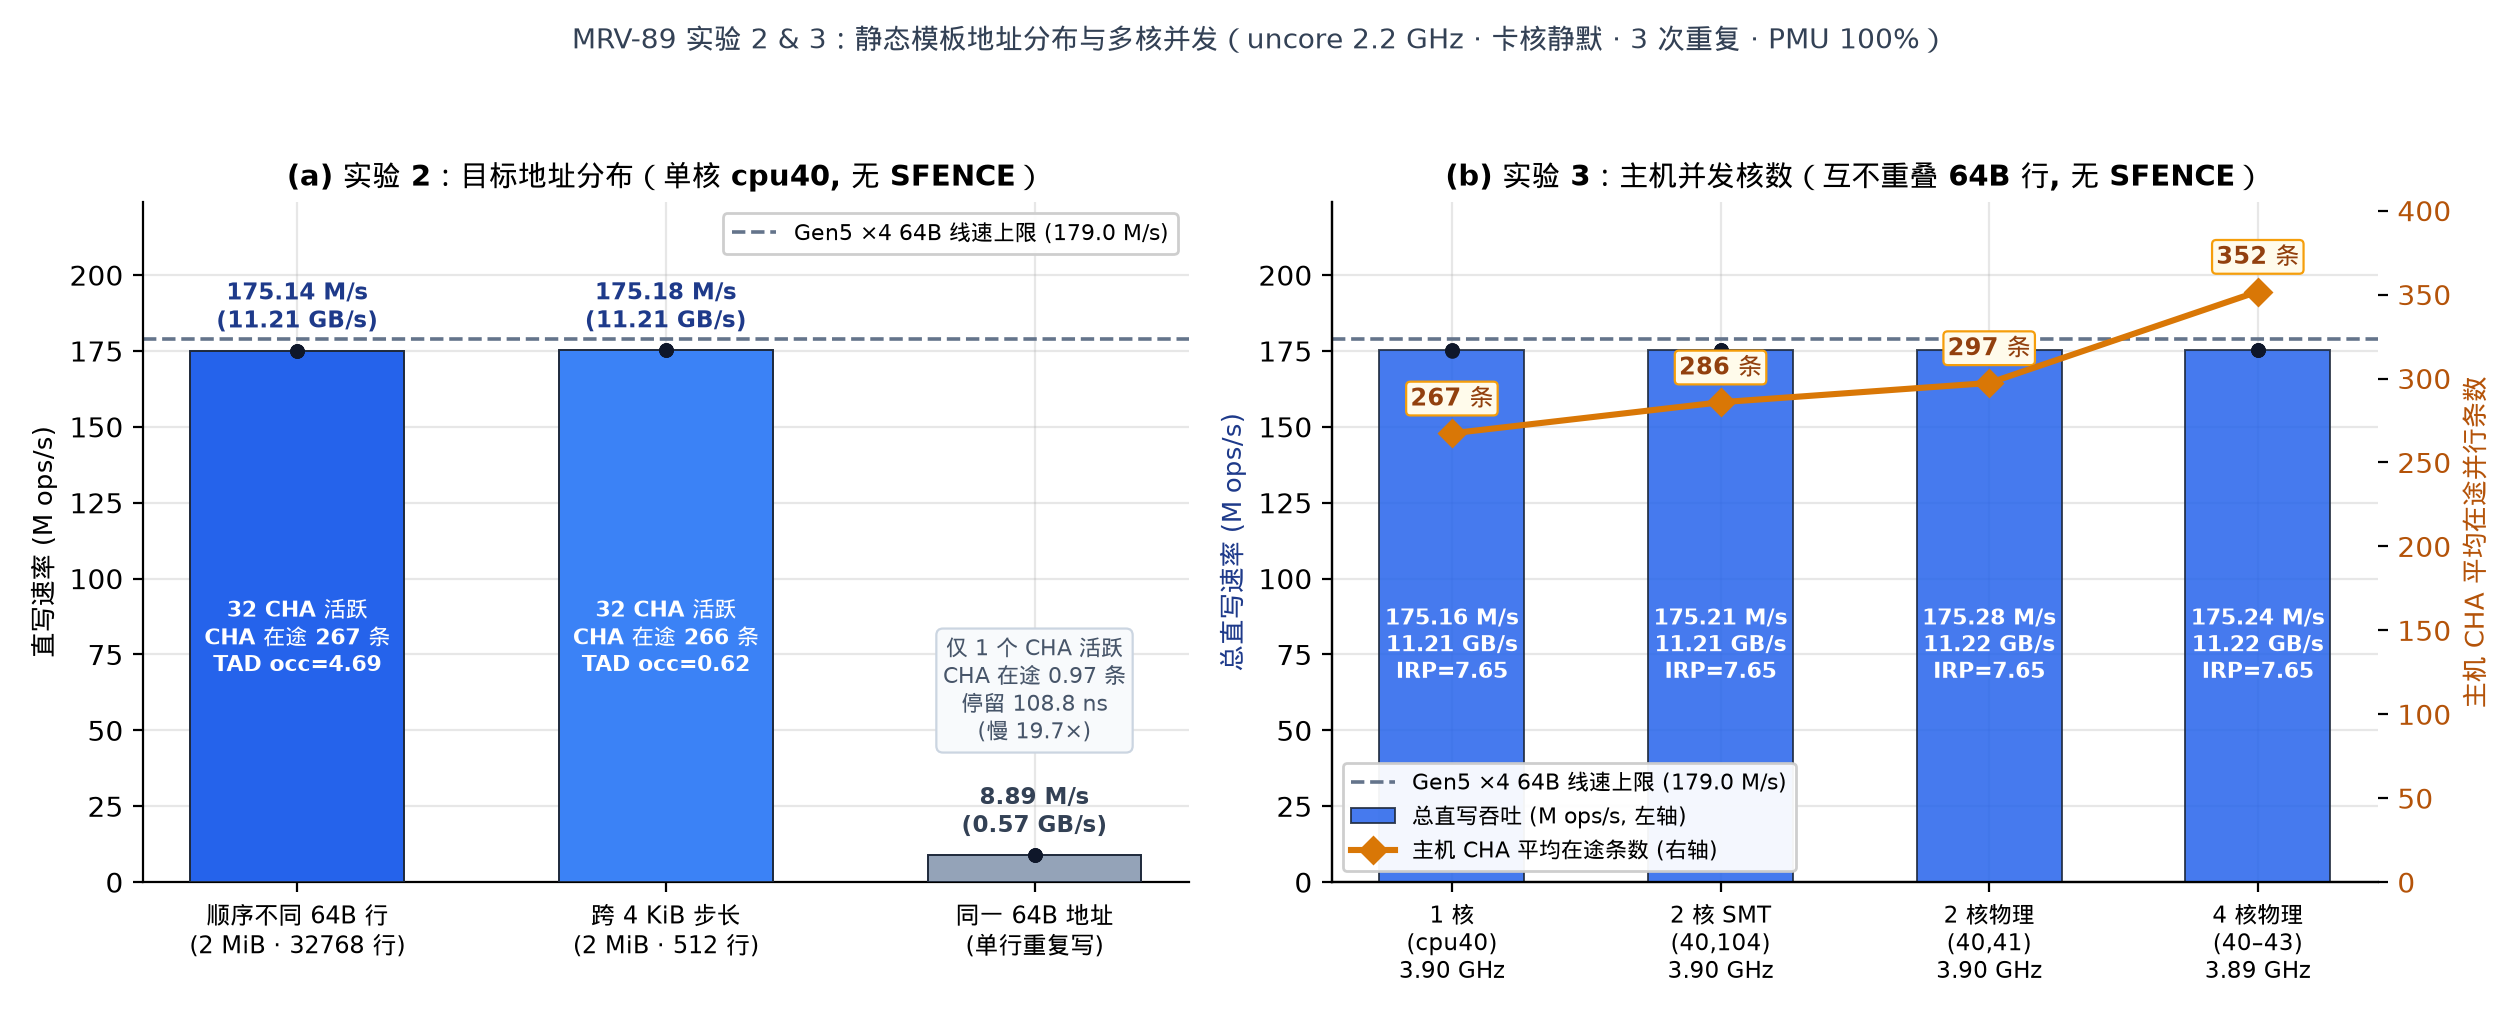 MRV-89 实验 2 & 3：静态模板地址分布与多核并发（uncore 2.2 GHz · 卡核静默 · 3 次重复 · PMU 100%）
(a) 实验 2：目标地址分布（单核 cpu40, 无 SFENCE）
直写速率 (M ops/s)
200
175
150
125
100
75
50
25
0
Gen5 ×4 64B 线速上限 (179.0 M/s)
175.14 M/s
(11.21 GB/s)
175.18 M/s
(11.21 GB/s)
32 CHA 活跃
CHA 在途 267 条
TAD occ=4.69
32 CHA 活跃
CHA 在途 266 条
TAD occ=0.62
仅 1 个 CHA 活跃
CHA 在途 0.97 条
停留 108.8 ns
(慢 19.7×)
8.89 M/s
(0.57 GB/s)
顺序不同 64B 行
(2 MiB · 32768 行)
跨 4 KiB 步长
(2 MiB · 512 行)
同一 64B 地址
(单行重复写)
(b) 实验 3：主机并发核数（互不重叠 64B 行, 无 SFENCE）
总直写速率 (M ops/s)
200
175
150
125
100
75
50
25
0
267 条
286 条
297 条
352 条
175.16 M/s
11.21 GB/s
IRP=7.65
175.21 M/s
11.21 GB/s
IRP=7.65
175.28 M/s
11.22 GB/s
IRP=7.65
175.24 M/s
11.22 GB/s
IRP=7.65
Gen5 ×4 64B 线速上限 (179.0 M/s)
总直写吞吐 (M ops/s, 左轴)
主机 CHA 平均在途条数 (右轴)
1 核
(cpu40)
3.90 GHz
2 核 SMT
(40,104)
3.90 GHz
2 核物理
(40,41)
3.90 GHz
4 核物理
(40–43)
3.89 GHz
400
350
300
250
200
150
100
50
0
主机 CHA 平均在途并行条数